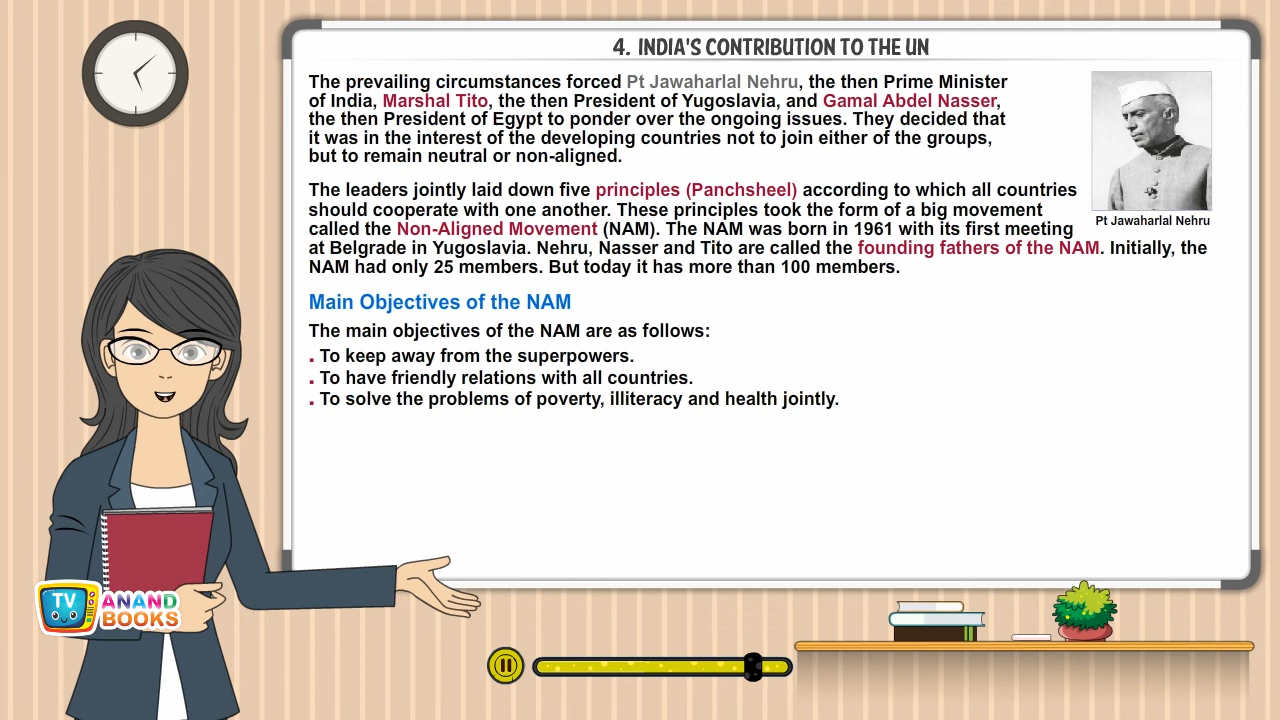 4. INDIA'S CONTRIBUTION TO THE UN
The prevailing circumstances forced Pt Jawaharlal Nehru, the then Prime Minister
of India, Marshal Tito, the then President of Yugoslavia, and Gamal Abdel Nasser,
the then President of Egypt to ponder over the ongoing issues. They decided that
it was in the interest of the developing countries not to join either of the groups,
but to remain neutral or non-aligned.
The leaders jointly laid down five principles (Panchsheel) according to which all countries
should cooperate with one another. These principles took the form of a big movement
called the Non-Aligned Movement (NAM). The NAM was born in 1961 with its first meeting
at Belgrade in Yugoslavia. Nehru, Nasser and Tito are called the founding fathers of the NAM. Initially, the
NAM had only 25 members. But today it has more than 100 members.
Pt Jawaharlal Nehru
Main Objectives of the NAM
The main objectives of the NAM are as follows:
. To keep away from the superpowers.
. To have friendly relations with all countries.
. To solve the problems of poverty, illiteracy and health jointly.
TV
ANAND
BOOKS